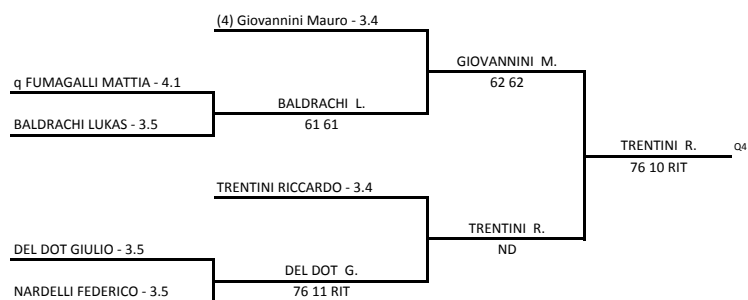 (4) Giovannini Mauro - 3.4
GIOVANNINI M.
62 62
q FUMAGALLI MATTIA - 4.1
BALDRACHI L.
61 61
BALDRACHI LUKAS - 3.5
TRENTINI R. Q4
76 10 RIT
TRENTINI RICCARDO - 3.4
TRENTINI R.
ND
DEL DOT GIULIO - 3.5
DEL DOT G.
76 11 RIT
NARDELLI FEDERICO - 3.5